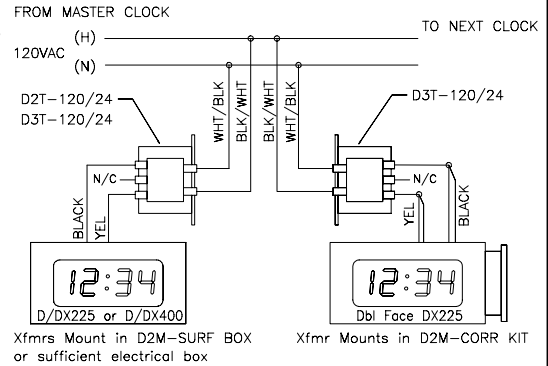 FROM MASTER CLOCK
TO NEXT CLOCK
(H)
120VAC
(N)
D2T-120/24
D3T-120/24
WHT/BLK
BLK/WHT
BLK/WHT
WHT/BLK
D3T-120/24
N/C
BLACK
YEL
N/C
YEL
BLACK
12:34
D/DX225 or D/DX400
12:34
Dbl Face DX225
Xfmrs Mount in D2M-SURF BOX
or sufficient electrical box
Xfmr Mounts in D2M-CORR KIT